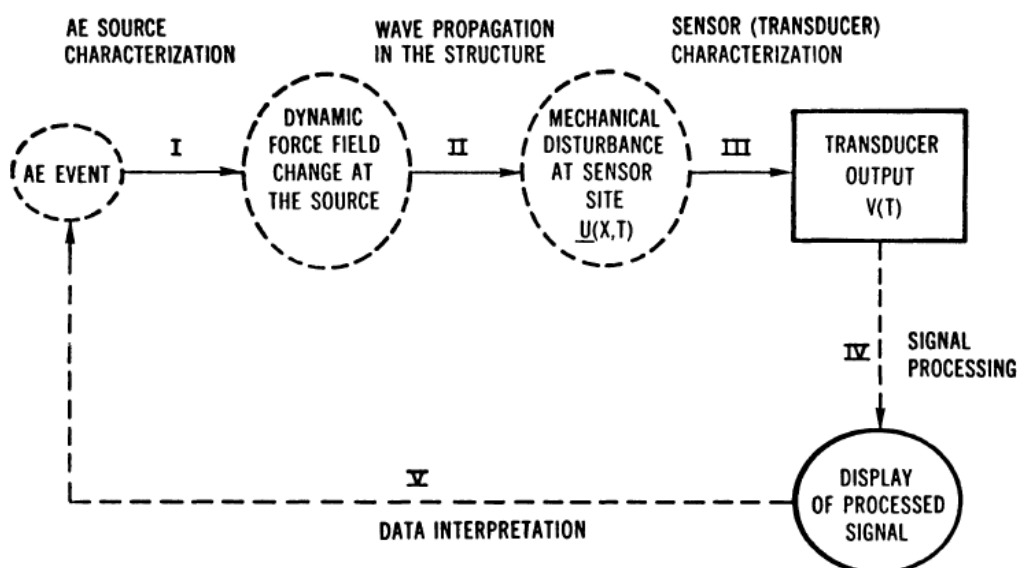 AE SOURCE
CHARACTERIZATION
WAVE PROPAGATION
IN THE STRUCTURE
SENSOR (TRANSDUCER)
CHARACTERIZATION
AE EVENT
I
DYNAMIC
FORCE FIELD
CHANGE AT
THE SOURCE
II
MECHANICAL
DISTURBANCE
AT SENSOR
SITE
U(X,T)
III
TRANSDUCER
OUTPUT
V(T)
IV
SIGNAL
PROCESSING
V
DATA INTERPRETATION
DISPLAY
OF PROCESSED
SIGNAL